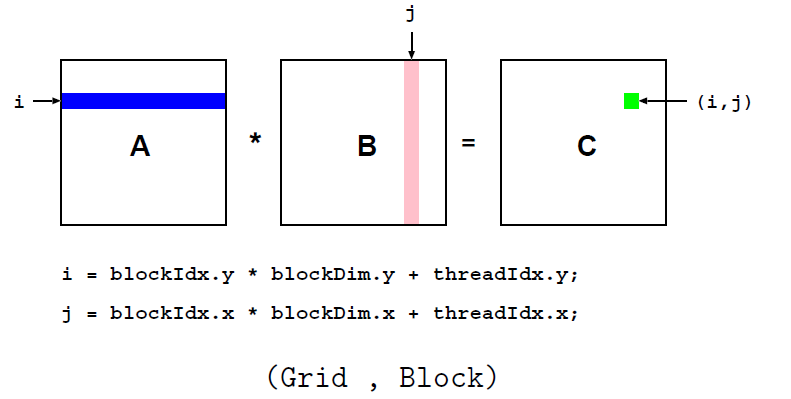 j
i
A * B = C
(i,j)
i = blockIdx.y * blockDim.y + threadIdx.y;
j = blockIdx.x * blockDim.x + threadIdx.x;
(Grid , Block)